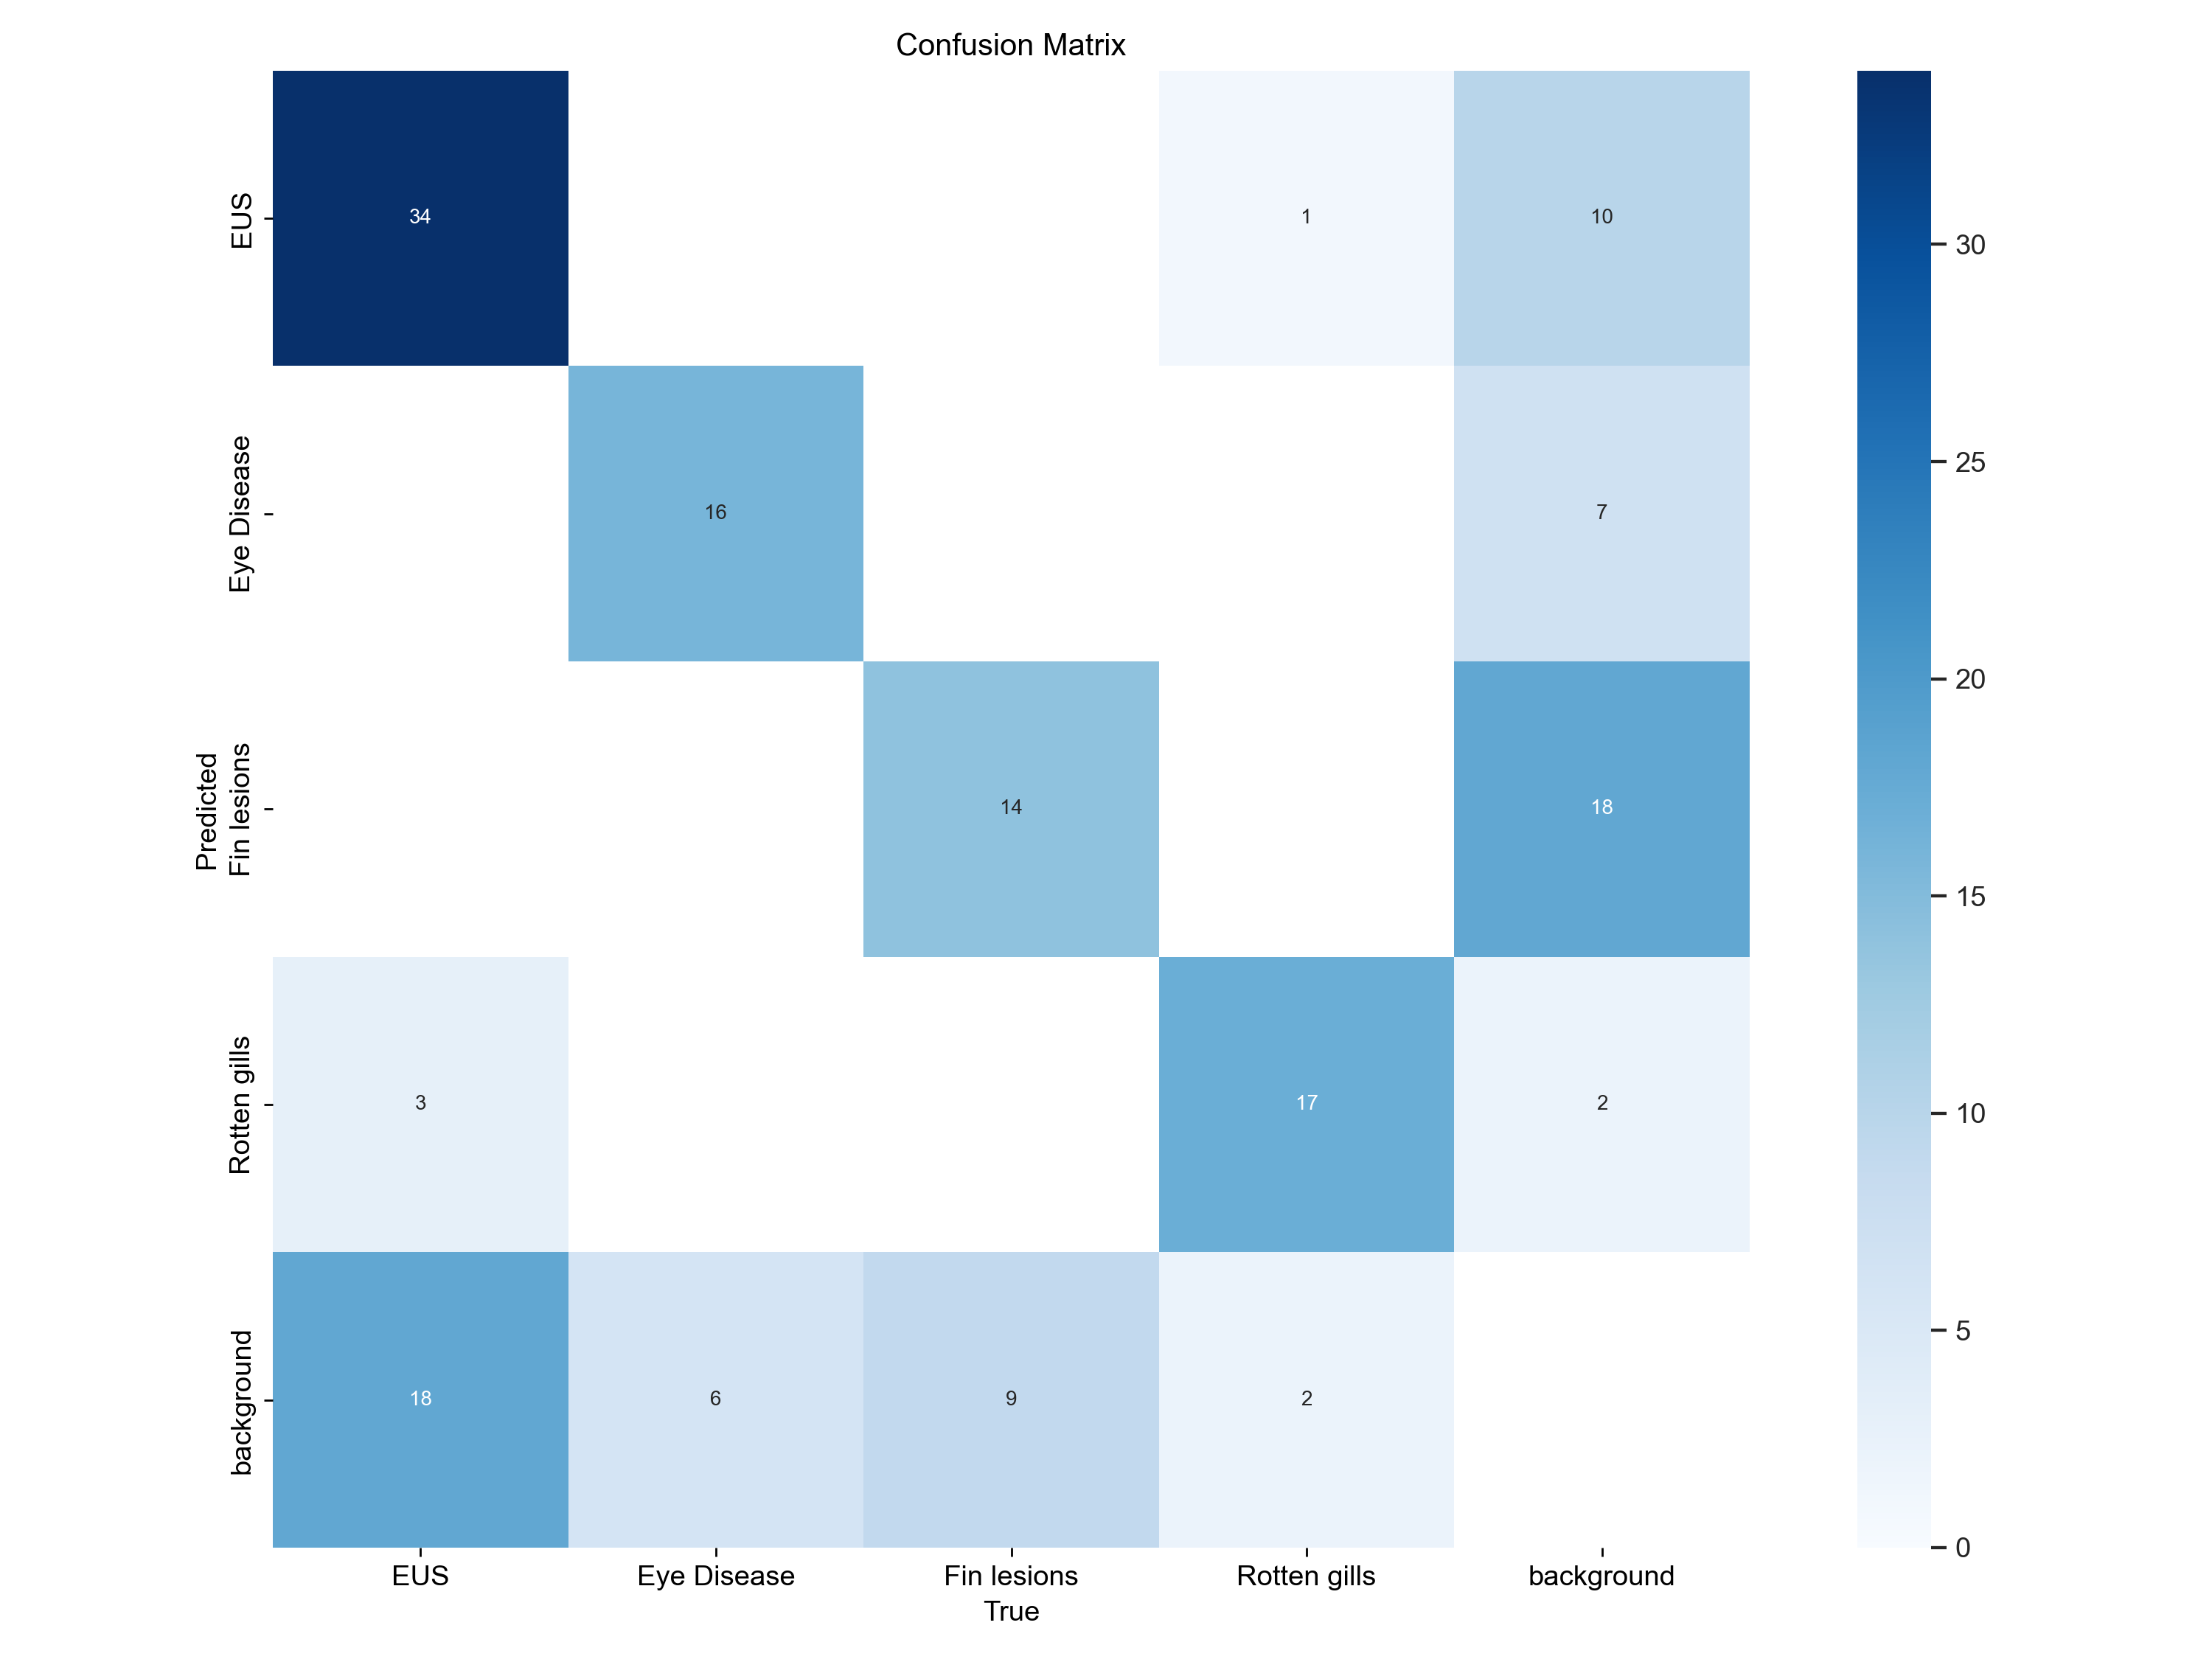 Confusion Matrix
EUS
34
1
10
Eye Disease
16
7
Predicted
Fin lesions
14
18
Rotten gills
3
17
2
background
18
6
9
2
EUS
Eye Disease
Fin lesions
Rotten gills
background
True
30
25
20
15
10
5
0